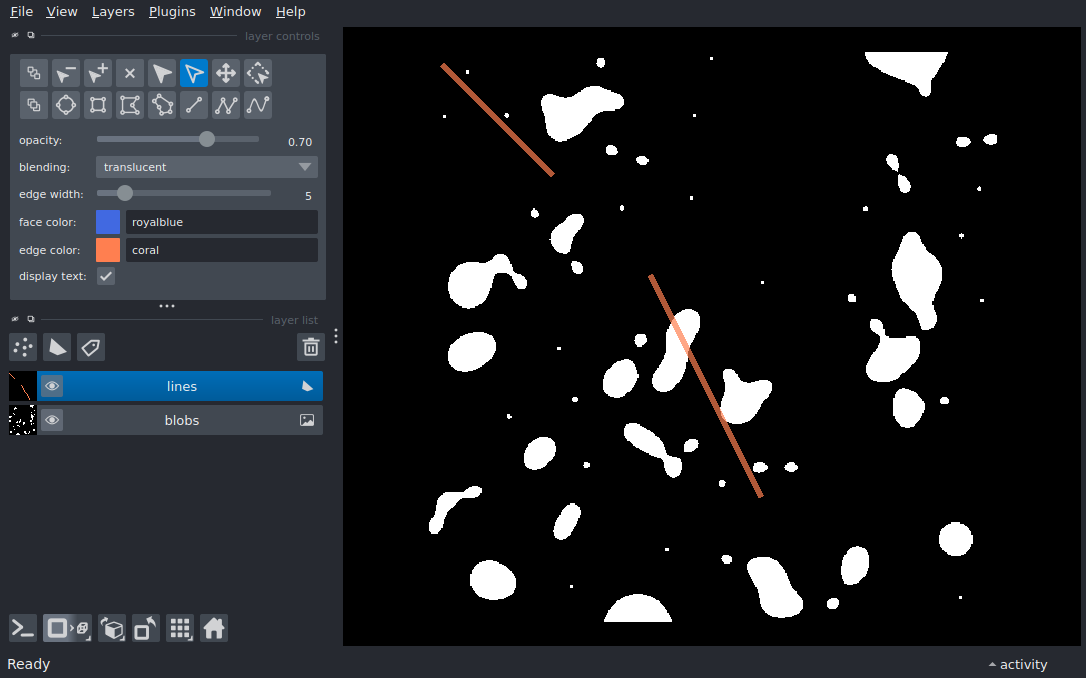 File View Layers Plugins Window Help
layer controls
opacity: 0.70
blending: translucent
edge width: 5
face color: royalblue
edge color: coral
display text:
layer list
lines
blobs
Ready
activity